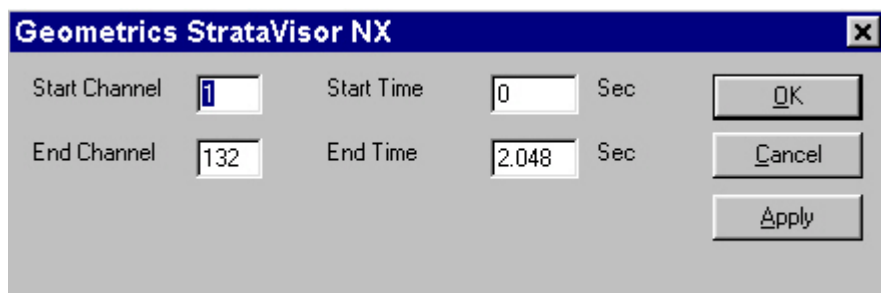 Geometrics StrataVisor NX
Start Channel 1 Start Time 0 Sec OK
End Channel 132 End Time 2.048 Sec Cancel
Apply